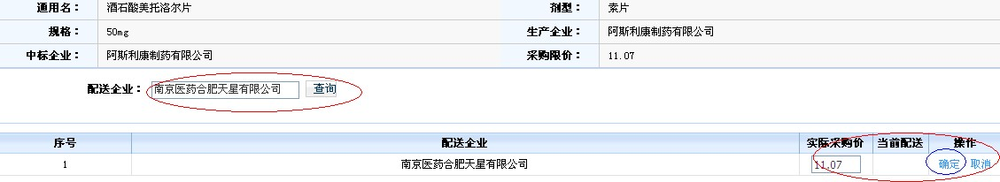 通用名： 酒石酸美托洛尔片 剂型： 素片
规格： 50mg 生产企业： 阿斯利康制药有限公司
中标企业： 阿斯利康制药有限公司 采购限价： 11.07
配送企业： 南京医药合肥天星有限公司 查询
序号 配送企业 实际采购价 当前配送 操作
1 南京医药合肥天星有限公司 11.07 确定 取消